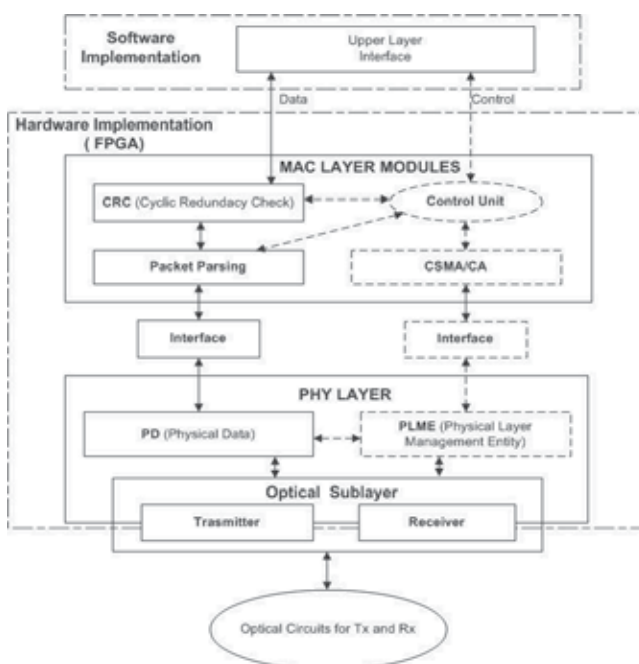 Software
Implementation
Upper Layer
Interface
Data
Control
Hardware Implementation
( FPGA)
MAC LAYER MODULES
CRC (Cyclic Redundacy Check)
Control Unit
Packet Parsing
CSMA/CA
Interface
Interface
PHY LAYER
PD (Physical Data)
PLME (Physical Layer
Management Entity)
Optical Sublayer
Trasmitter
Receiver
Optical Circuits for Tx and Rx